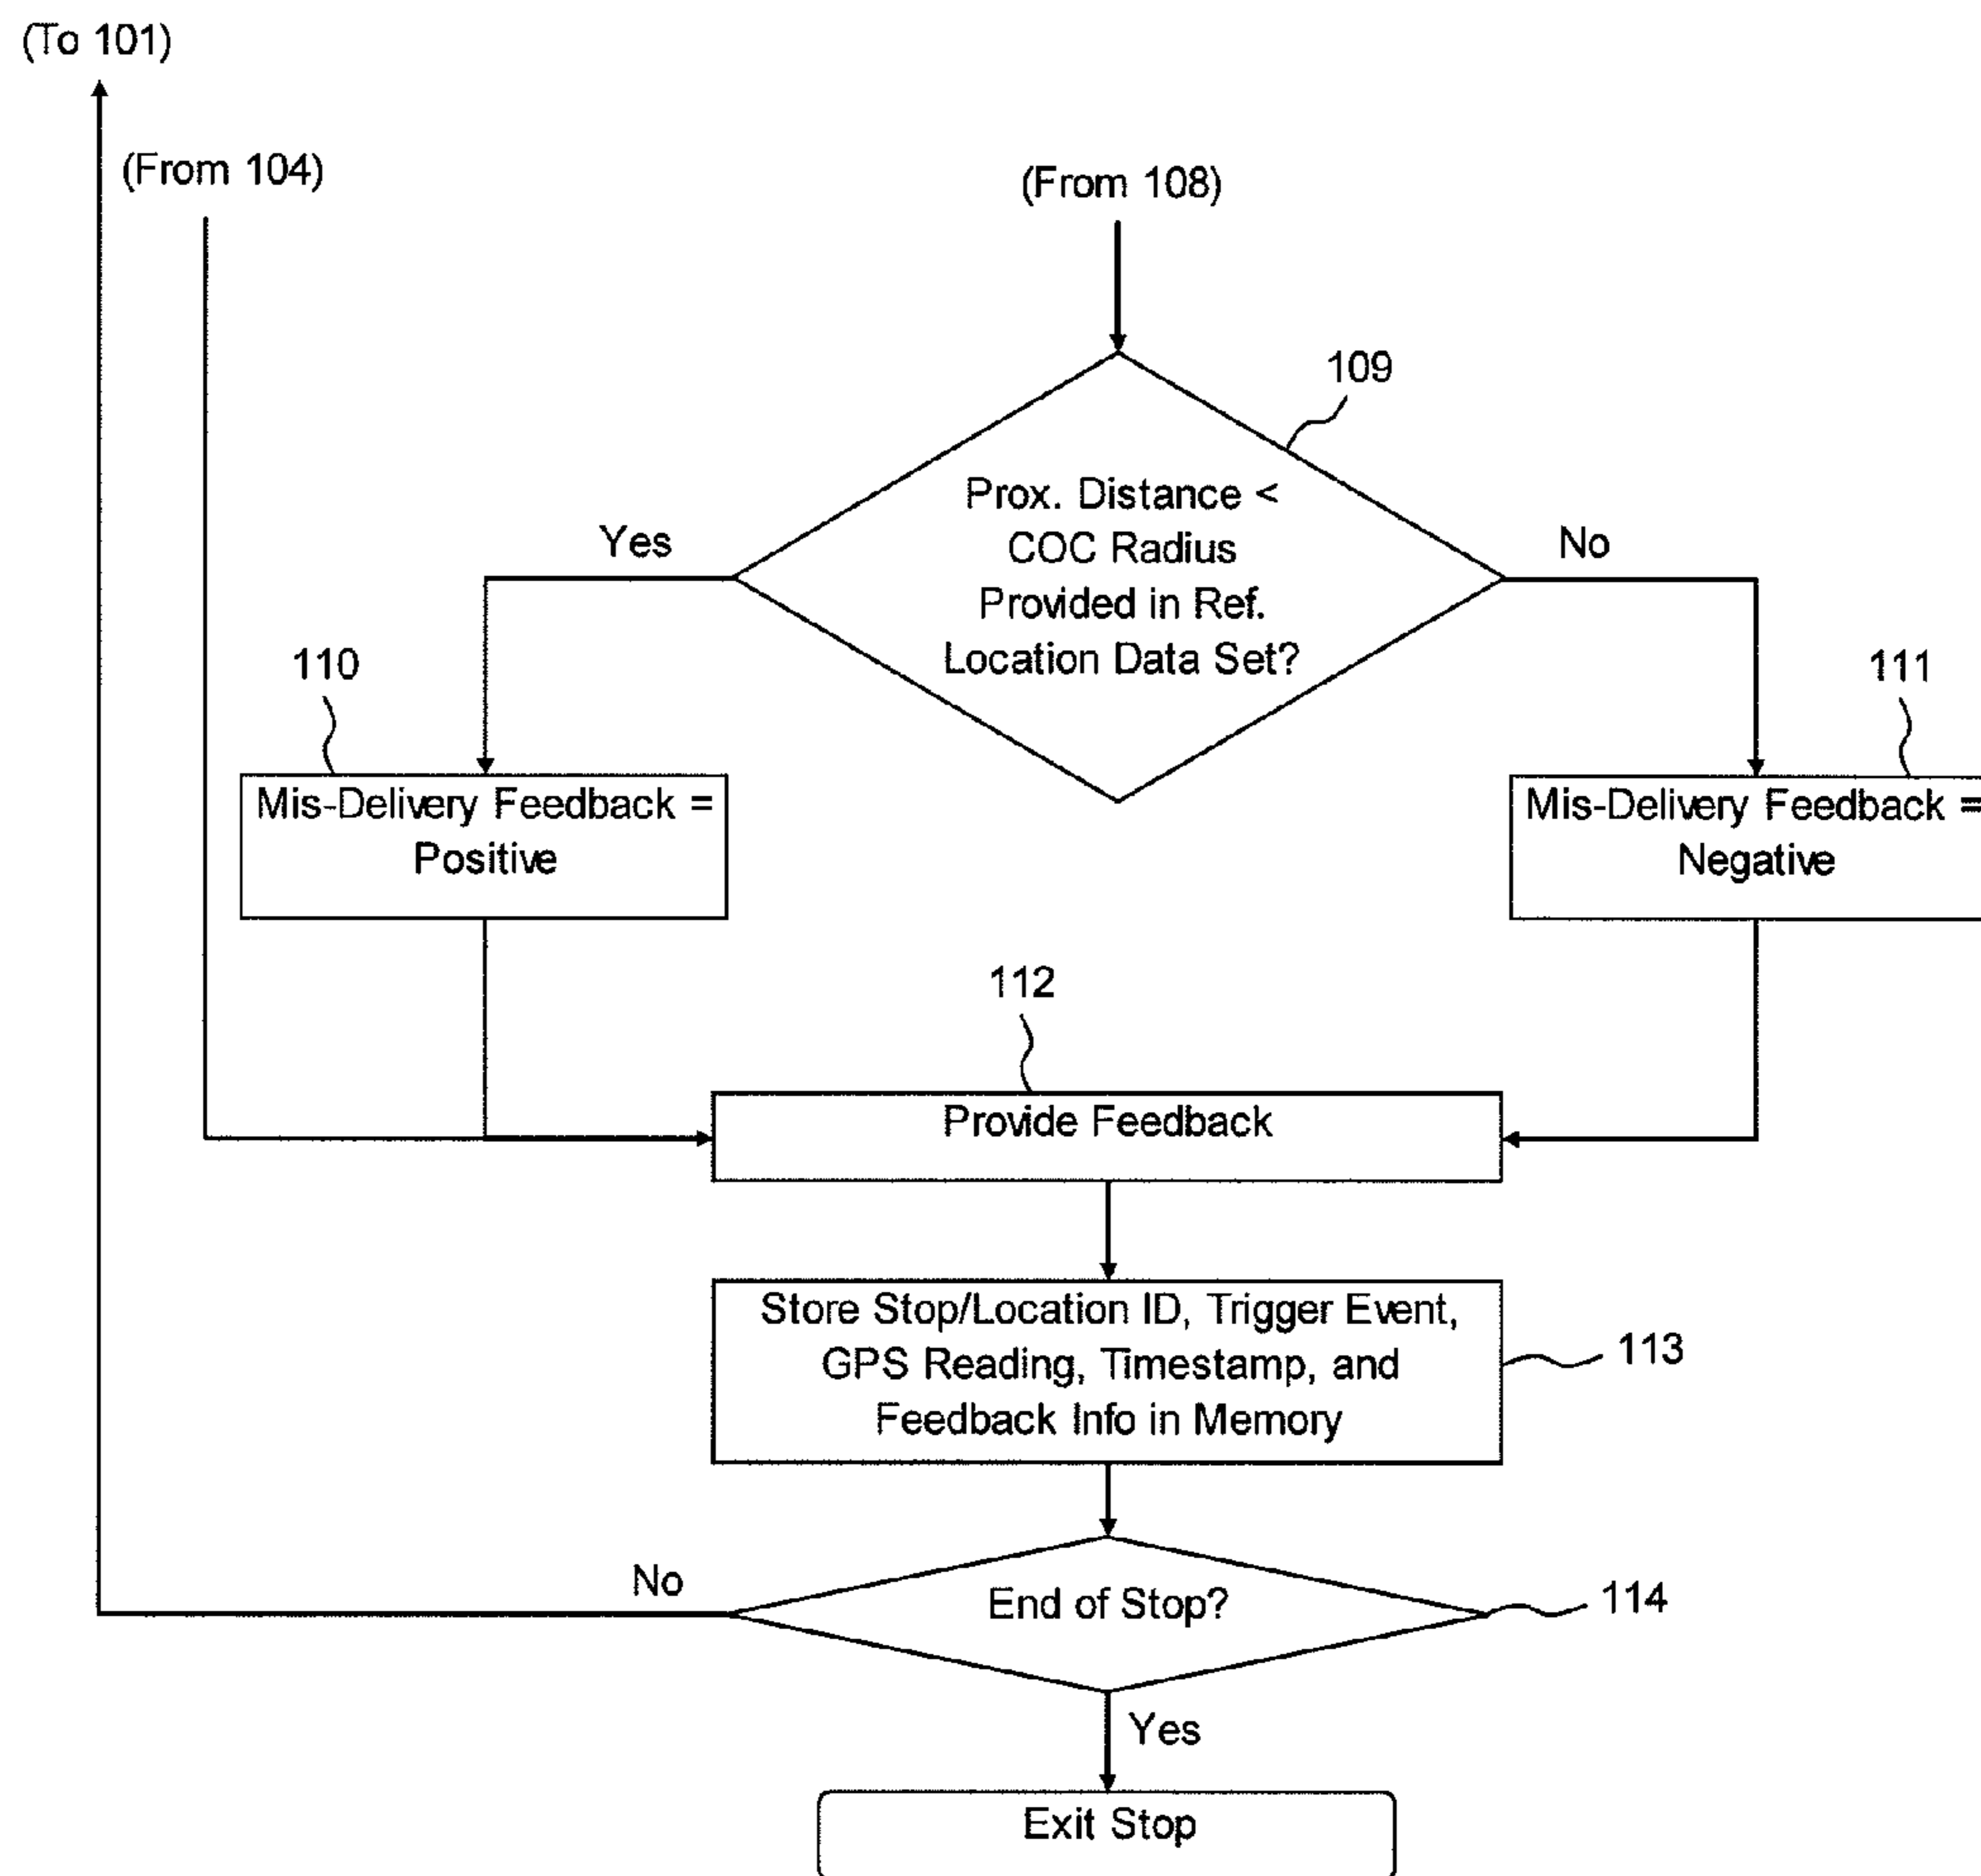 (To 101)
(From 104)
(From 108)
109
Prox. Distance <
COC Radius
Provided in Ref.
Location Data Set?
Yes
No
110
111
Mis-Delivery Feedback =
Positive
Mis-Delivery Feedback =
Negative
112
Provide Feedback
Store Stop/Location ID, Trigger Event,
GPS Reading, Timestamp, and
Feedback Info in Memory
113
No
End of Stop?
114
Yes
Exit Stop